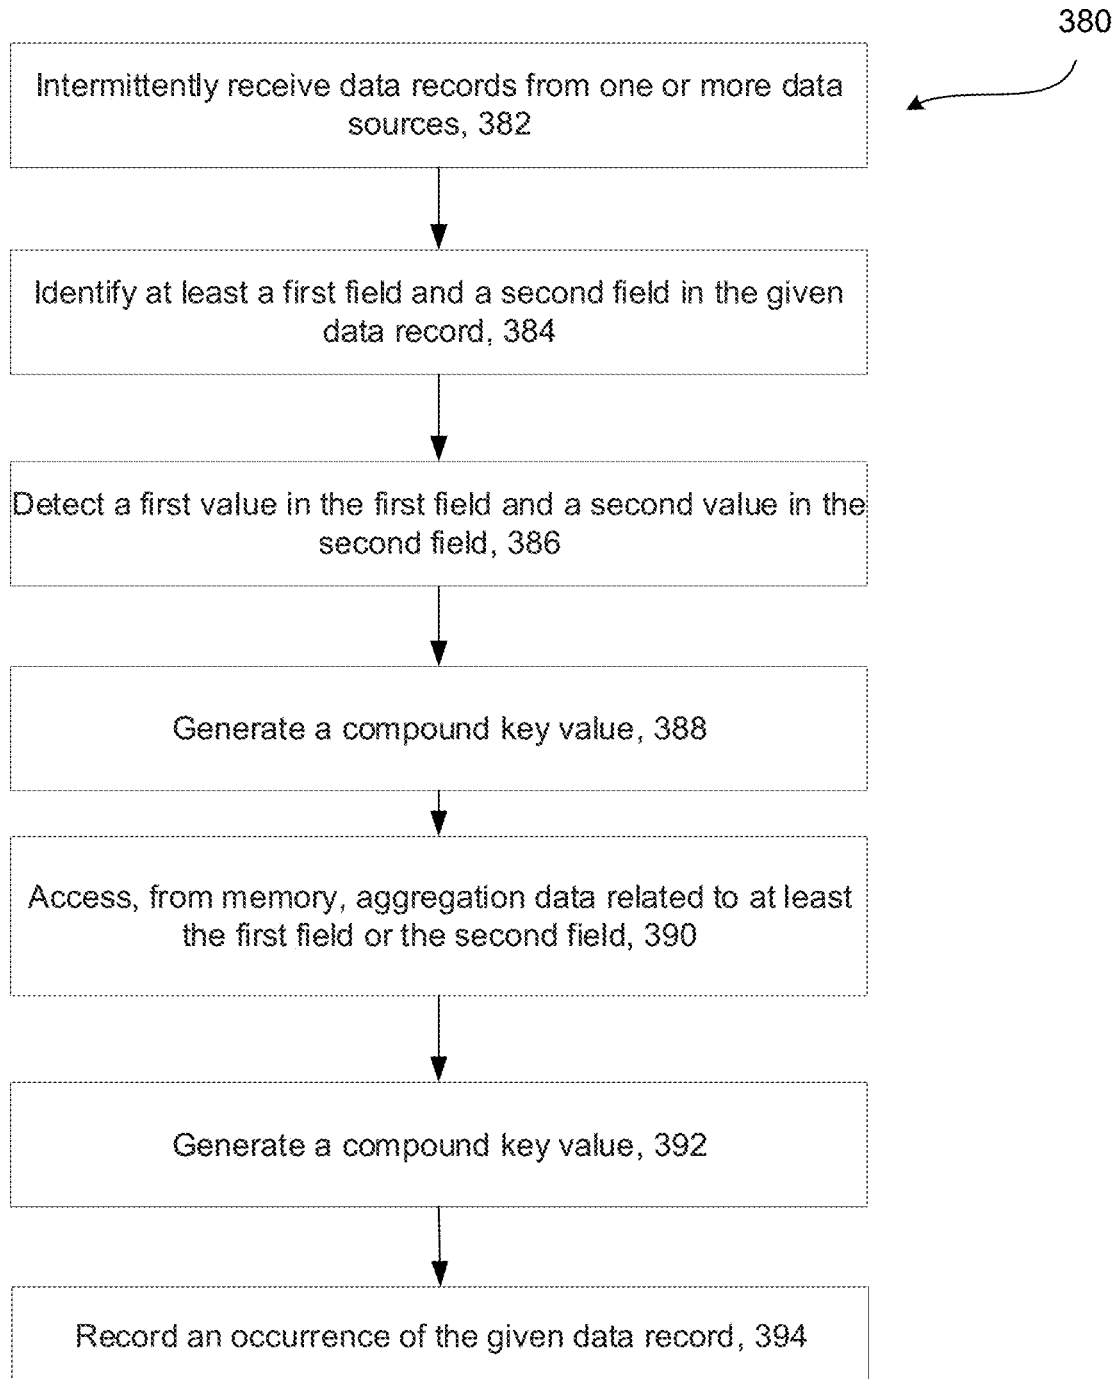 380
Intermittently receive data records from one or more data
sources, 382
Identify at least a first field and a second field in the given
data record, 384
Detect a first value in the first field and a second value in the
second field, 386
Generate a compound key value, 388
Access, from memory, aggregation data related to at least
the first field or the second field, 390
Generate a compound key value, 392
Record an occurrence of the given data record, 394